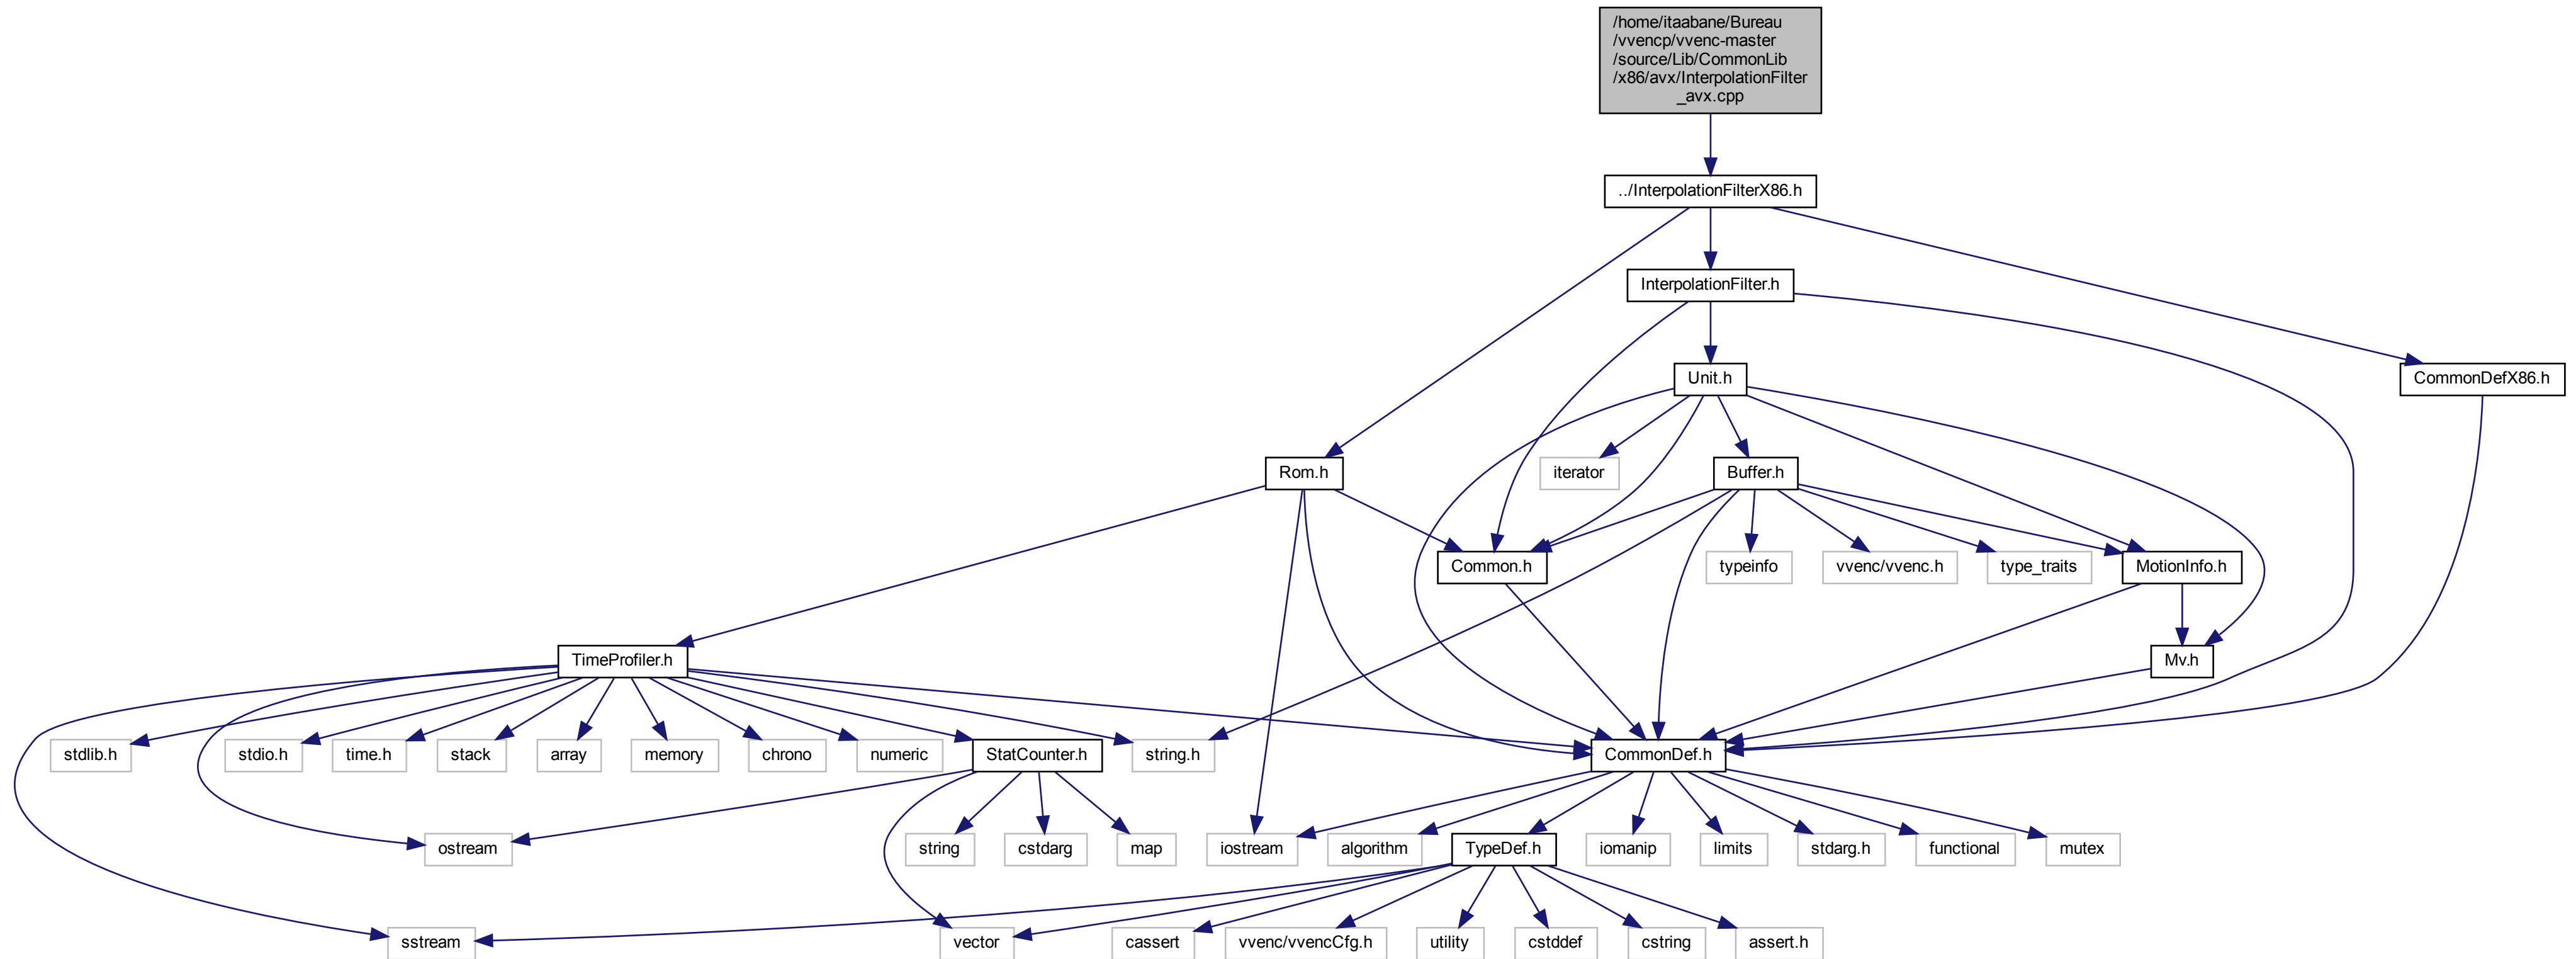 /home/itaabane/Bureau
/vvencp/vvenc-master
/source/Lib/CommonLib
/x86/avx/InterpolationFilter
_avx.cpp
../InterpolationFilterX86.h
InterpolationFilter.h
Unit.h
CommonDefX86.h
Rom.h
iterator
Buffer.h
Common.h
typeinfo
vvenc/vvenc.h
type_traits
MotionInfo.h
TimeProfiler.h
Mv.h
stdlib.h
stdio.h
time.h
stack
array
memory
chrono
numeric
StatCounter.h
string.h
CommonDef.h
ostream
string
cstdarg
map
iostream
algorithm
TypeDef.h
iomanip
limits
stdarg.h
functional
mutex
sstream
vector
cassert
vvenc/vvencCfg.h
utility
cstddef
cstring
assert.h